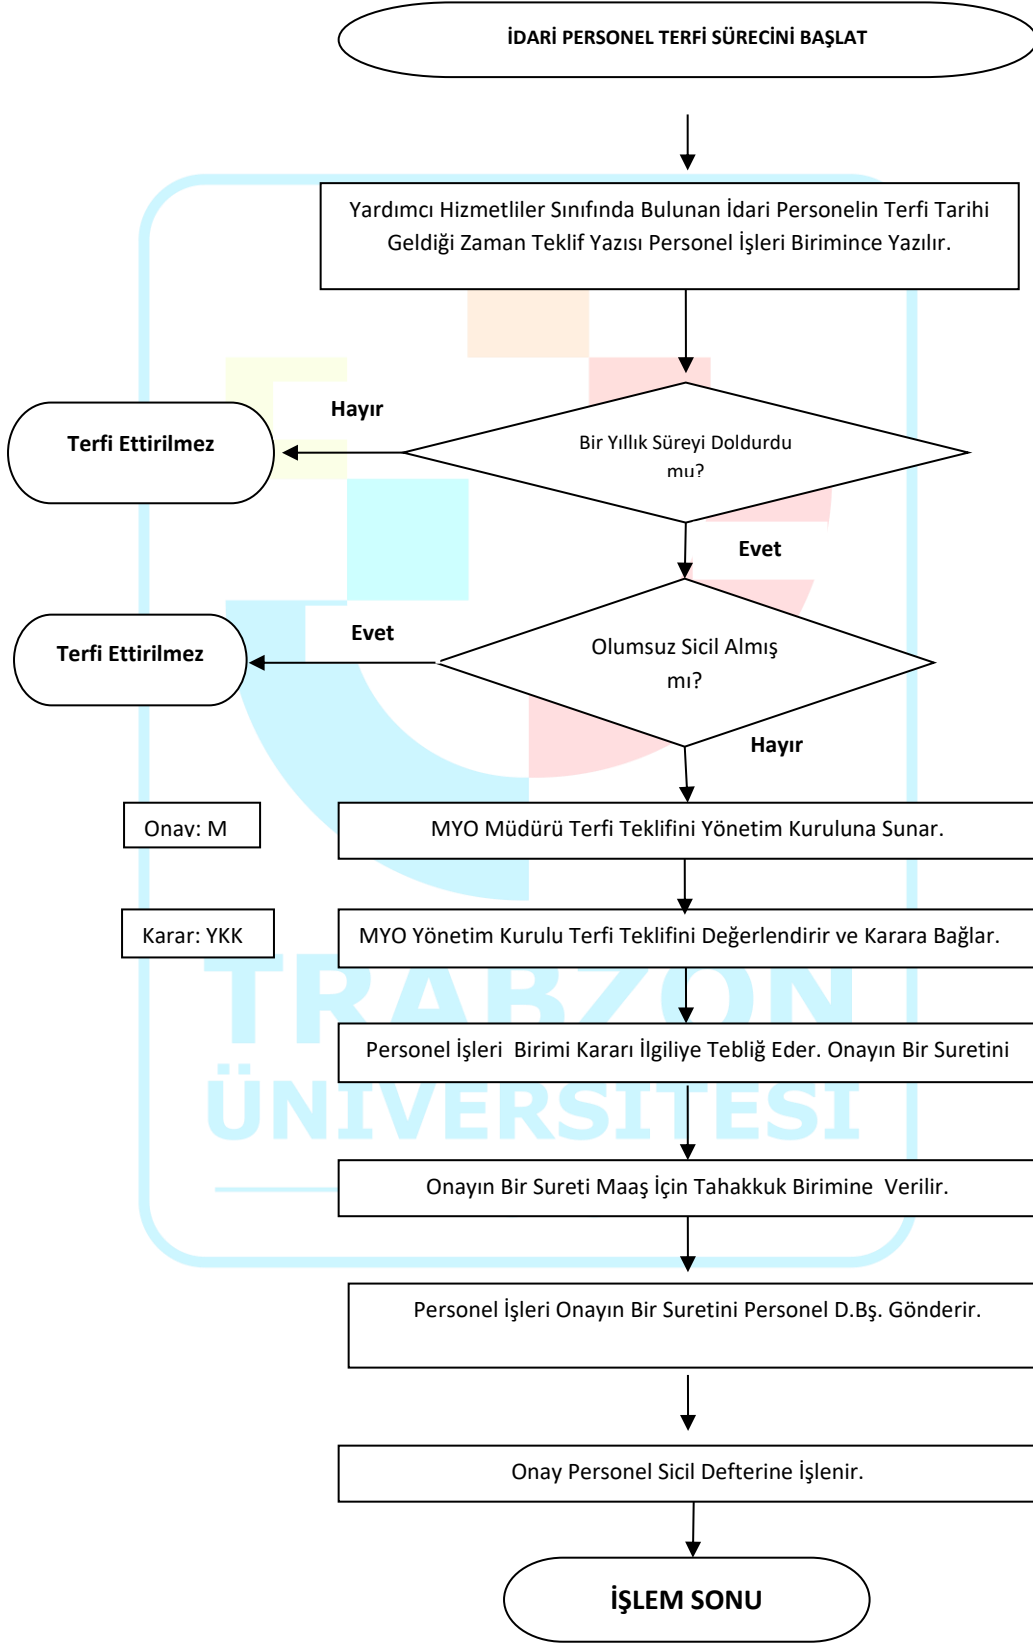 İDARİ PERSONEL TERFİ SÜRECİNİ BAŞLAT
Yardımcı Hizmetliler Sınıfında Bulunan İdari Personelin Terfi Tarihi
Geldiği Zaman Teklif Yazısı Personel İşleri Birimince Yazılır.
Hayır
Terfi Ettirilmez
Bir Yıllık Süreyi Doldurdu
mu?
Evet
Evet
Terfi Ettirilmez
Olumsuz Sicil Almış
mı?
Hayır
Onay: M
MYO Müdürü Terfi Teklifini Yönetim Kuruluna Sunar.
Karar: YKK
MYO Yönetim Kurulu Terfi Teklifini Değerlendirir ve Karara Bağlar.
TRABZON
Personel İşleri  Birimi Kararı İlgiliye Tebliğ Eder. Onayın Bir Suretini
ÜNİVERSİTESİ
Onayın Bir Sureti Maaş İçin Tahakkuk Birimine  Verilir.
Personel İşleri Onayın Bir Suretini Personel D.Bş. Gönderir.
Onay Personel Sicil Defterine İşlenir.
İŞLEM SONU